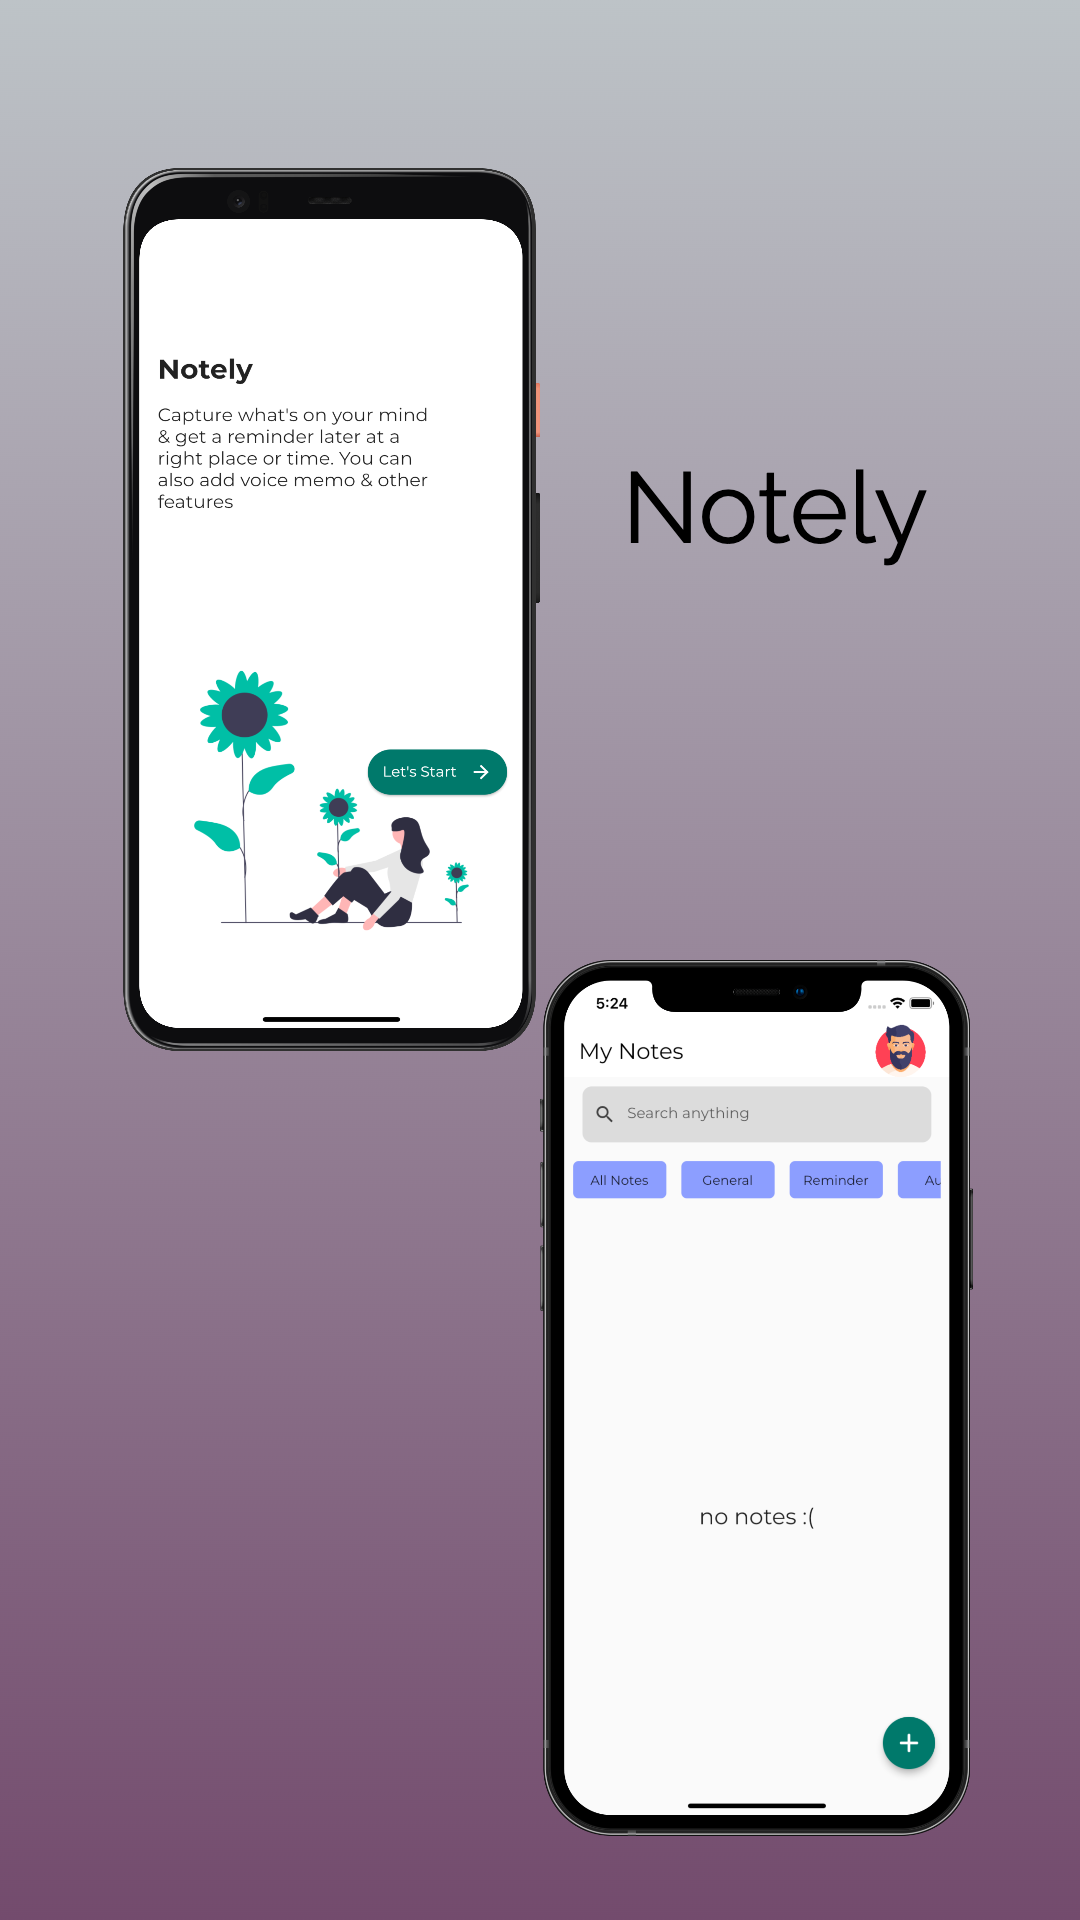 Notely
Capture what's on your mind
& get a reminder later at a
right place or time. You can
also add voice memo & other
features
Let's Start
Notely
5:24
My Notes
Search anything
All Notes
General
Reminder
Au
no notes :(